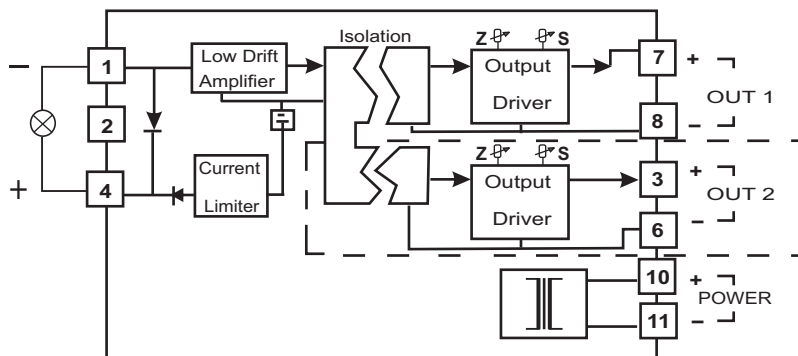 Isolation
– 1 Low Drift Amplifier Z S Output Driver 7 +
OUT 1
2 8 –
+ 4 Current Limiter Z S Output Driver 3 +
OUT 2
6 –
10 +
POWER
11 –